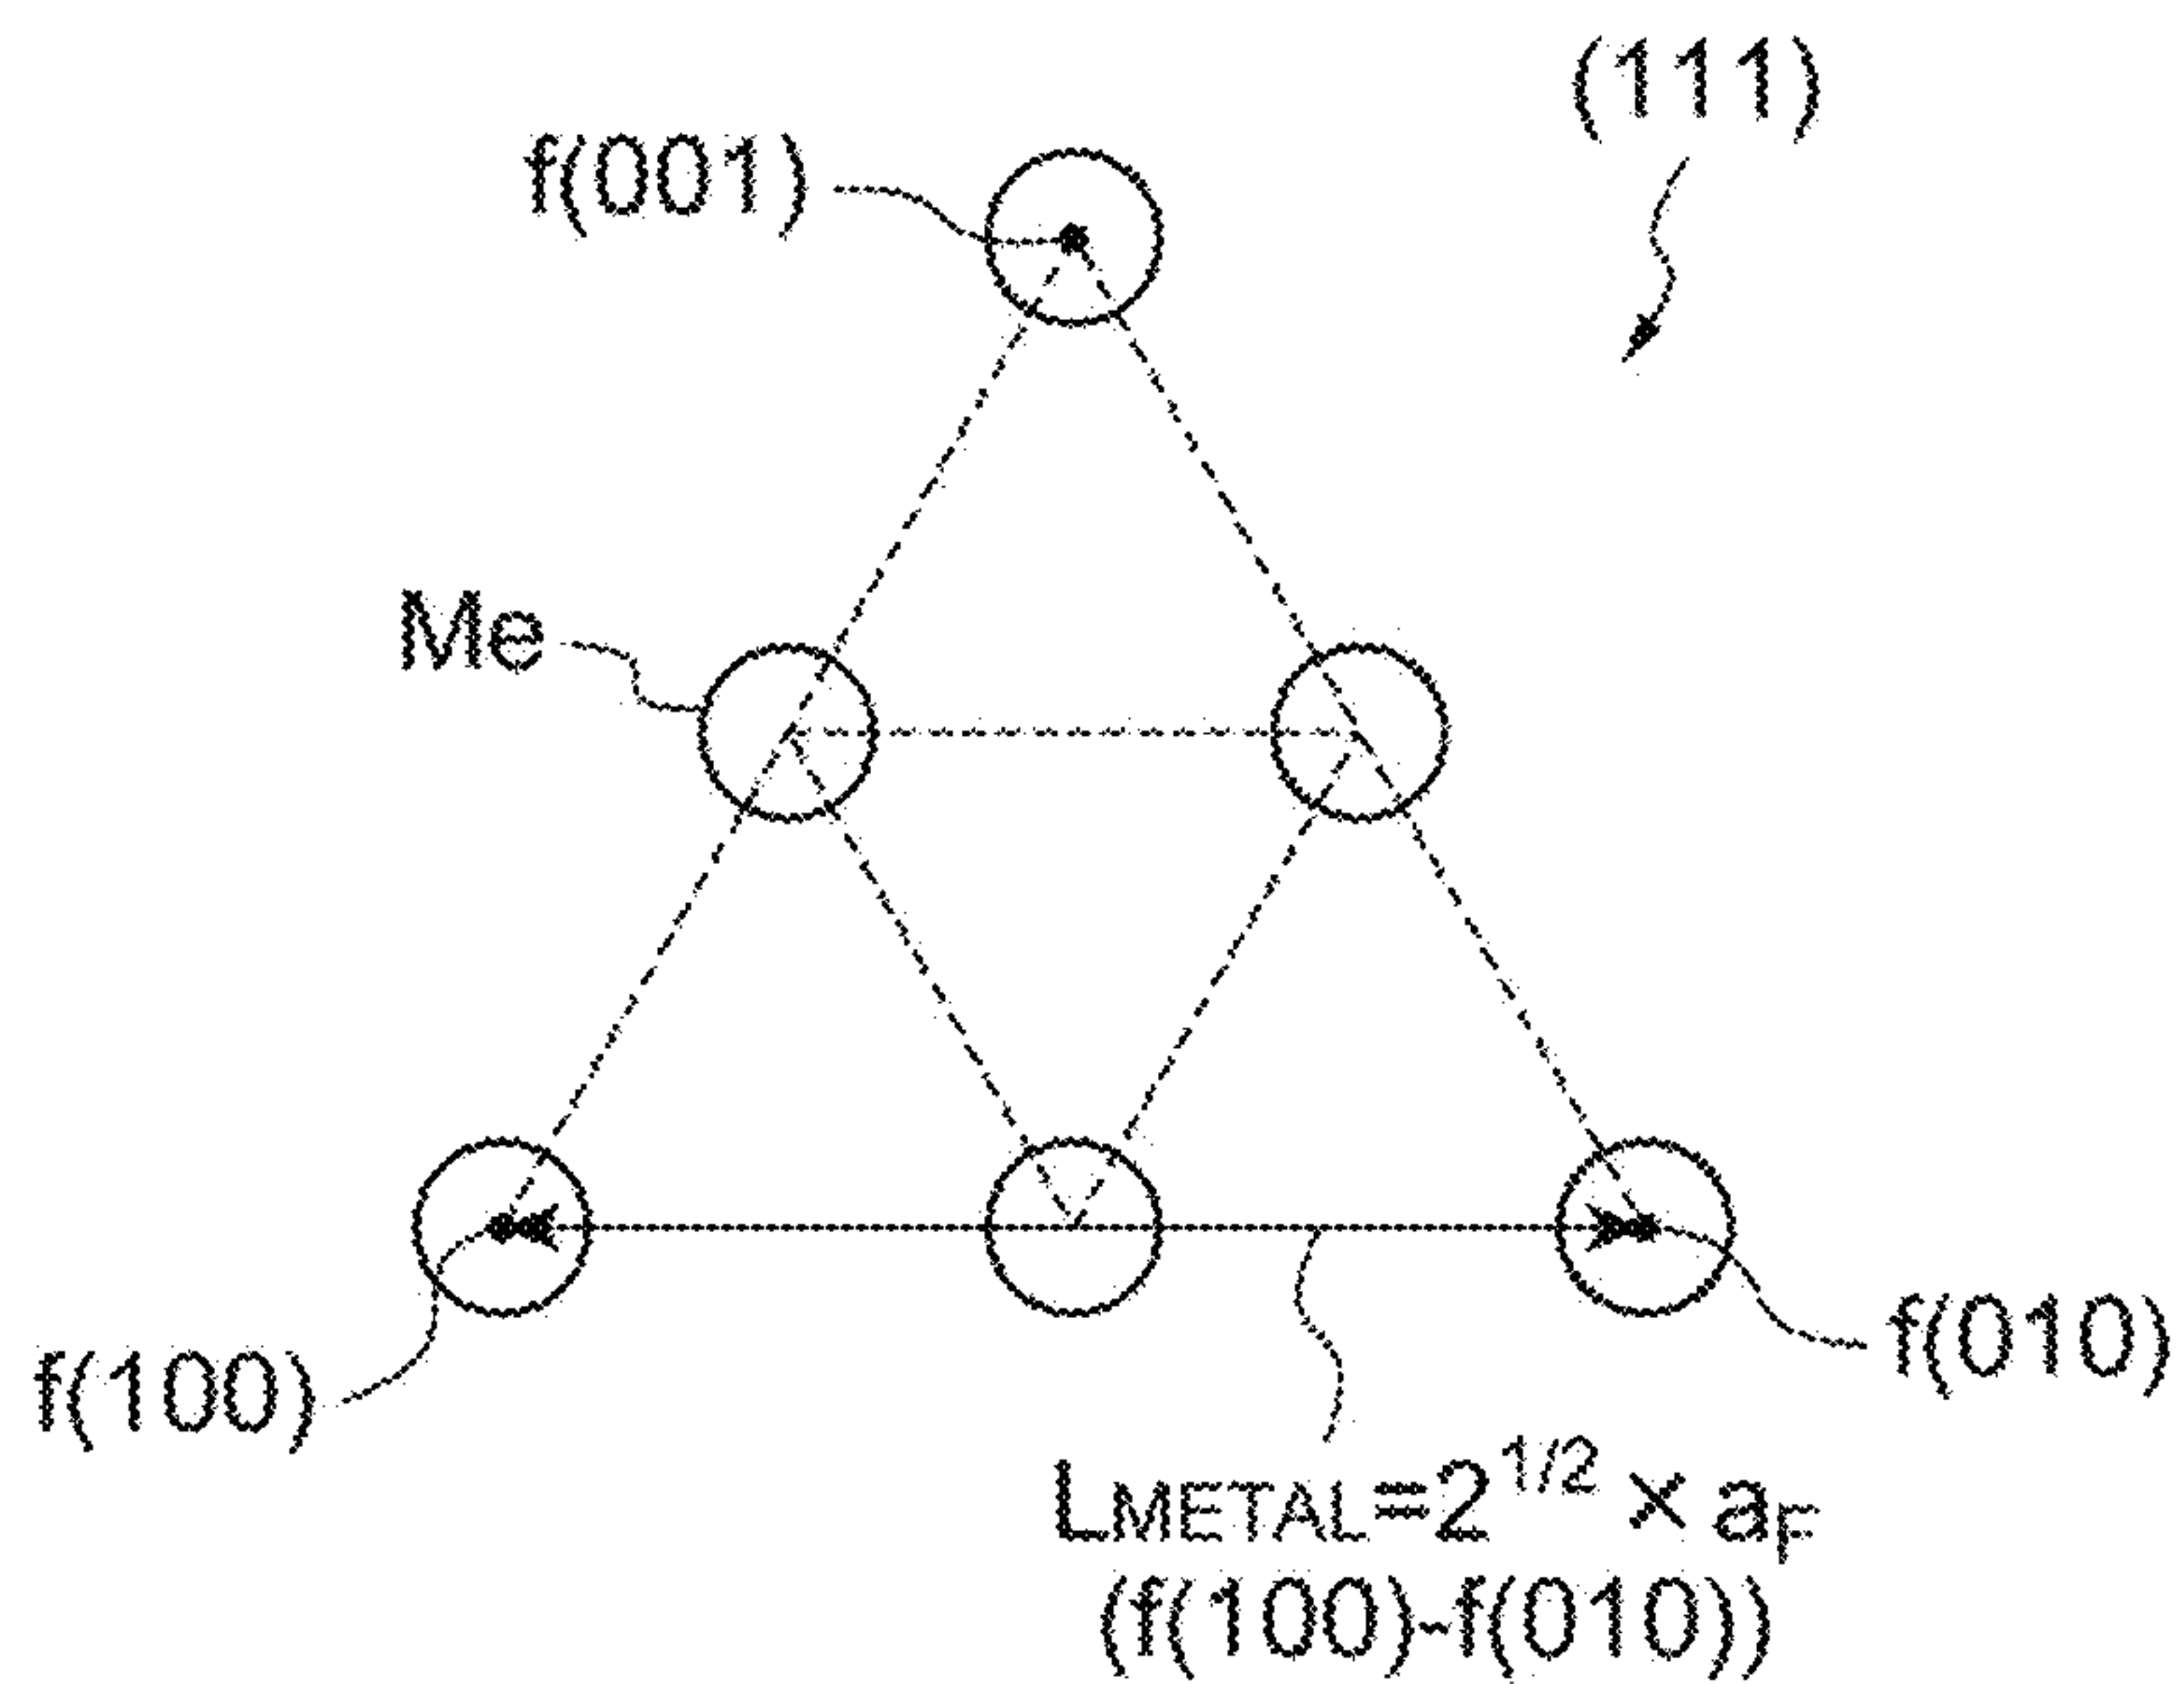 (111)
f(001)
Me
f(010)
f(100)
LMETAL=2^1/2 × aF
(f(100)~f(010))